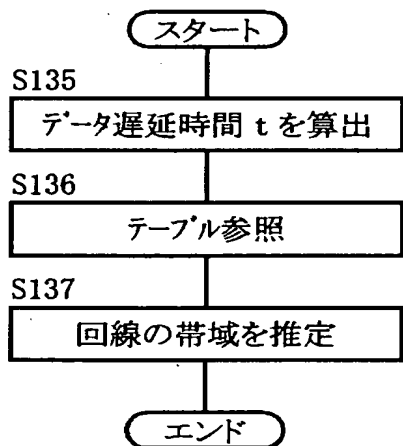 スタート
S135
データ遅延時間 t を算出
S136
テーブル参照
S137
回線の帯域を推定
エンド